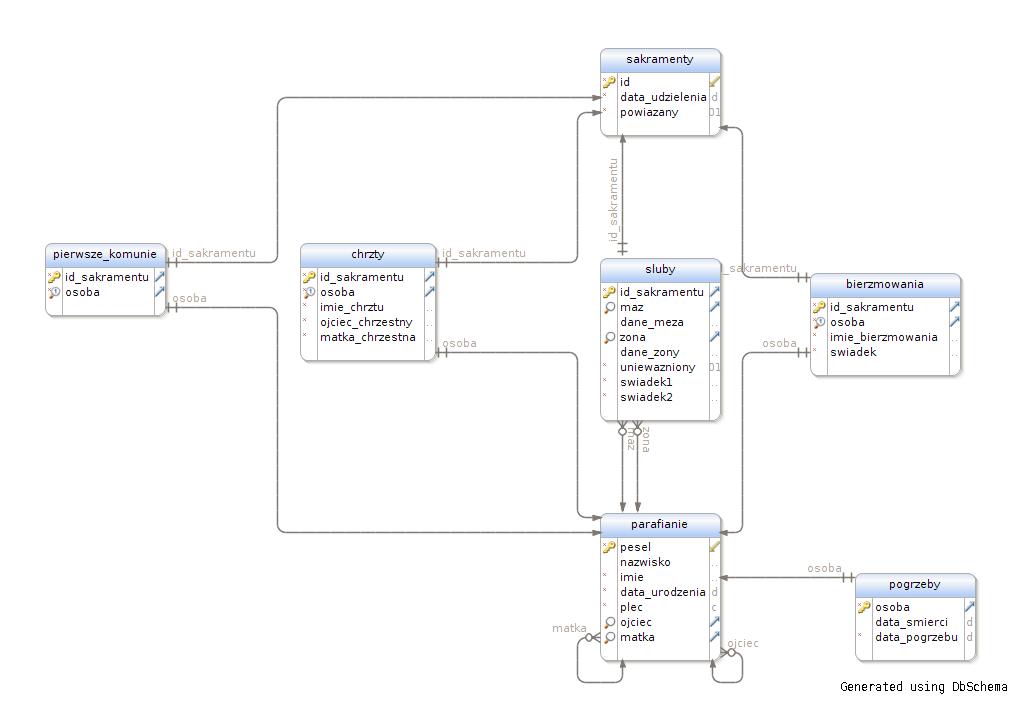 sakramenty
id
data_udzielenia d
powiazany 01
id_sakramentu
pierwsze_komunie
id_sakramentu
osoba
id_sakramentu
osoba
chrzty
id_sakramentu
osoba
imie_chrztu
ojciec_chrzestny
matka_chrzestna
id_sakramentu
osoba
sluby
id_sakramentu
maz
dane_meza
zona
dane_zony
uniewazniony 01
swiadek1
swiadek2
_sakramentu
bierzmowania
id_sakramentu
osoba
imie_bierzmowania
swiadek
osoba
maz
zona
parafianie
pesel
nazwisko
imie
data_urodzenia d
plec c
ojciec
matka
matka
ojciec
osoba
pogrzeby
osoba
data_smierci d
data_pogrzebu d
Generated using DbSchema